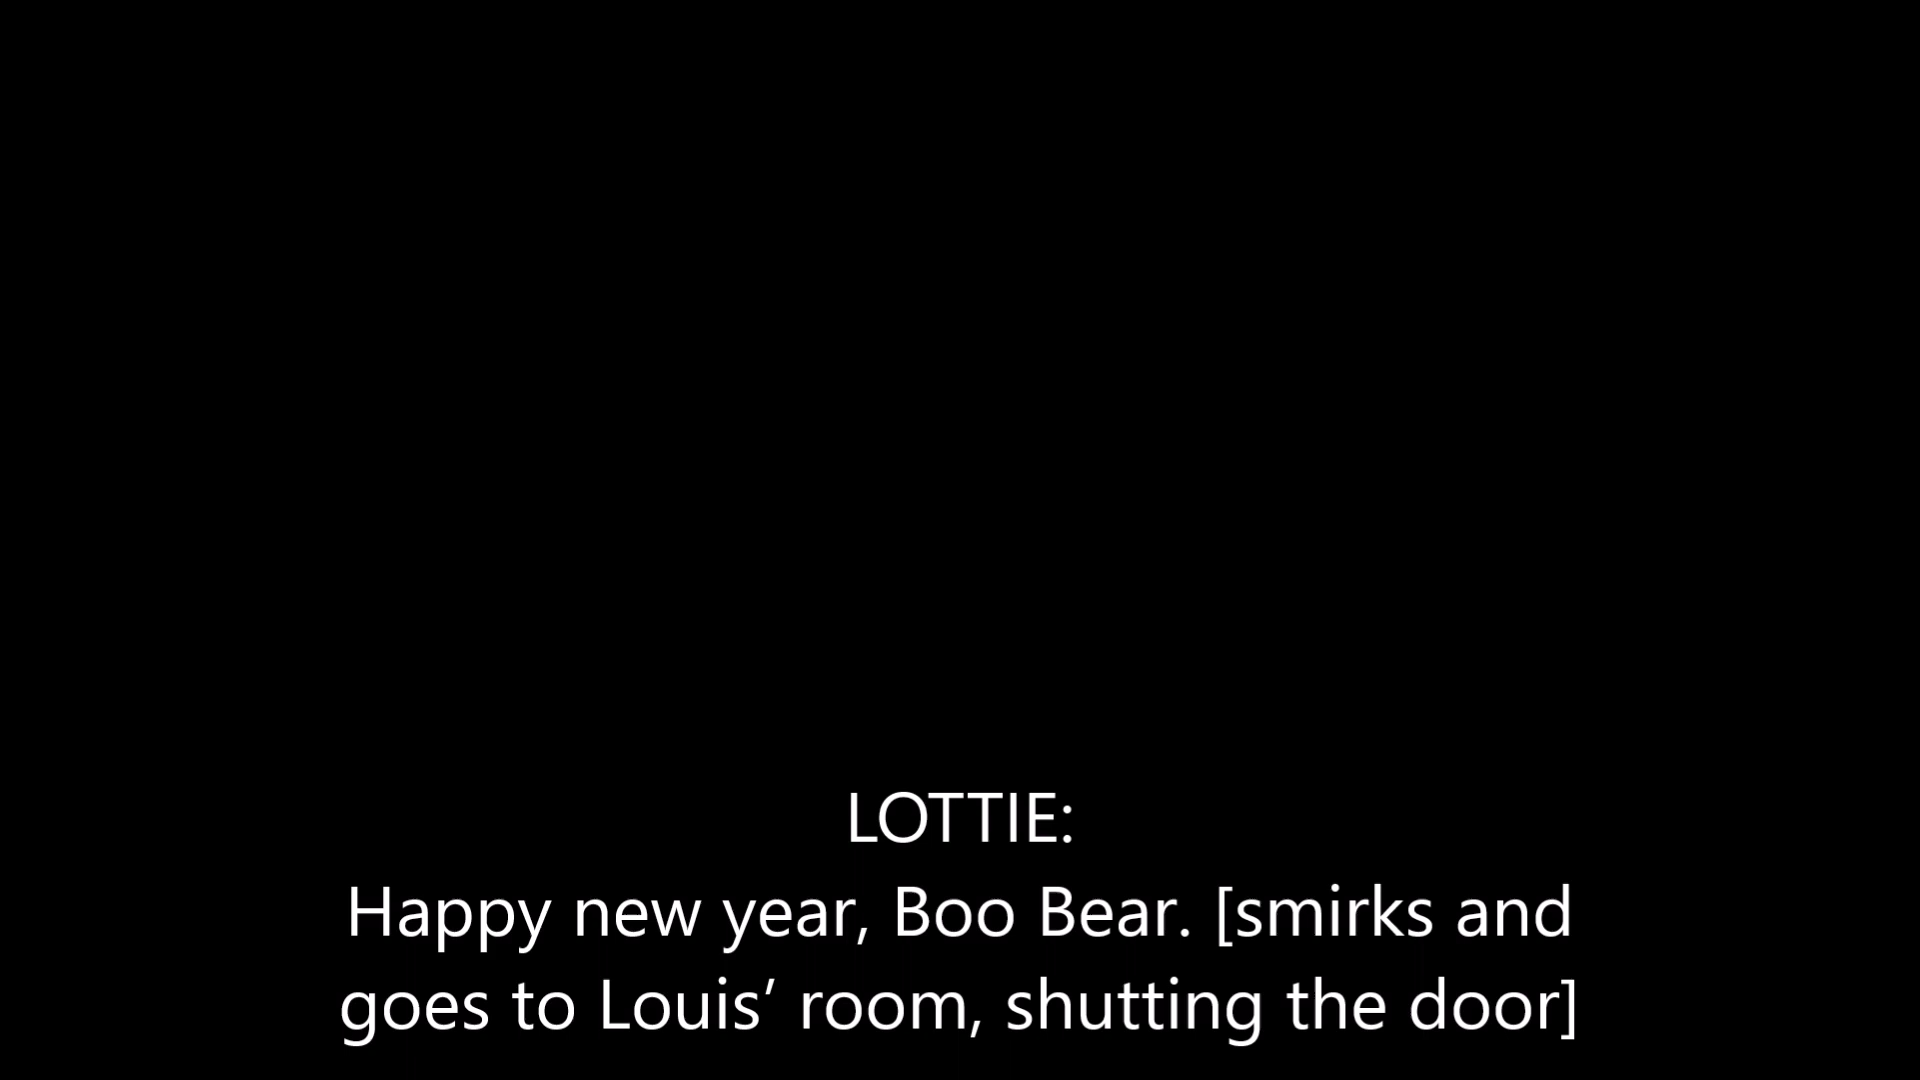 LOTTIE:
Happy new year, Boo Bear. [smirks and
goes to Louis’ room, shutting the door]